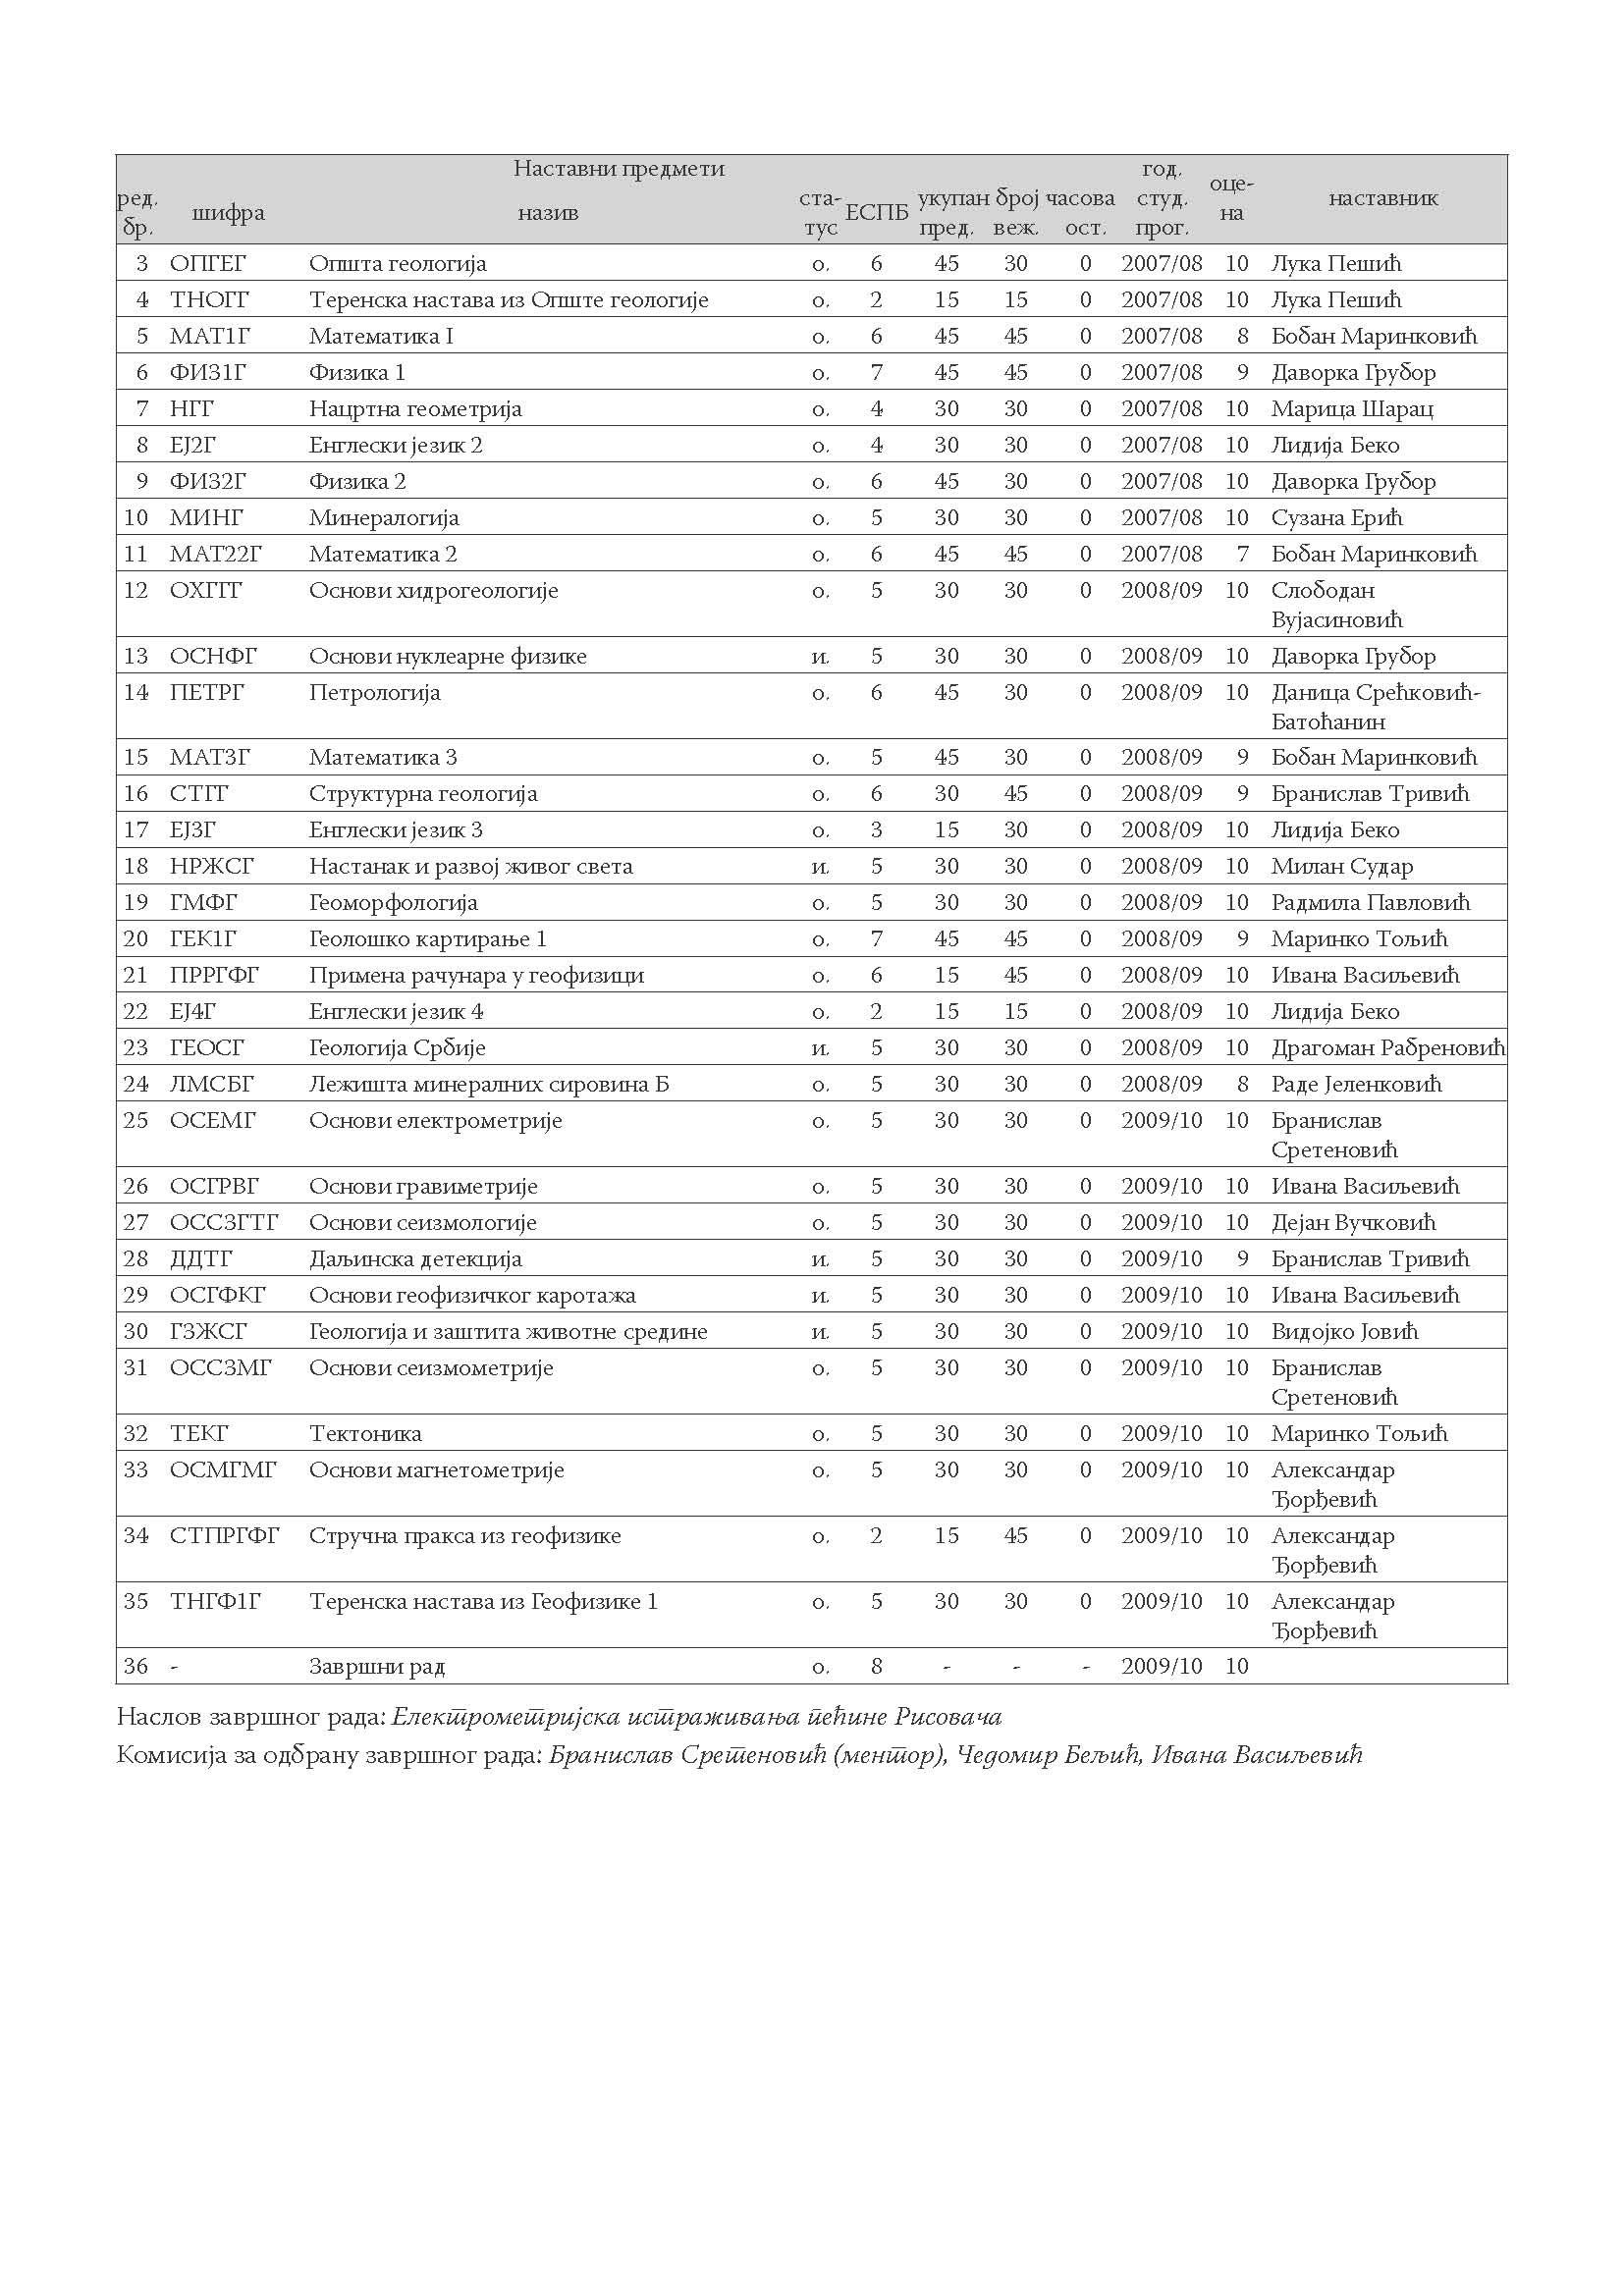 Наставни предмети
ред. бр. шифра назив ста-тус ЕСПБ укупан број часова пред. веж. ост. год. студ. прог. оце-на наставник
3 ОПГЕГ Општа геологија о. 6 45 30 0 2007/08 10 Лука Пешић
4 ТНОГГ Теренска настава из Опште геологије о. 2 15 15 0 2007/08 10 Лука Пешић
5 МАТ1Г Математика I о. 6 45 45 0 2007/08 8 Бобан Маринковић
6 ФИЗ1Г Физика 1 о. 7 45 45 0 2007/08 9 Даворка Грубор
7 НГГ Нацртна геометрија о. 4 30 30 0 2007/08 10 Марица Шарац
8 ЕЈ2Г Енглески језик 2 о. 4 30 30 0 2007/08 10 Лидија Беко
9 ФИЗ2Г Физика 2 о. 6 45 30 0 2007/08 10 Даворка Грубор
10 МИНГ Минералогија о. 5 30 30 0 2007/08 10 Сузана Ерић
11 МАТ22Г Математика 2 о. 6 45 45 0 2007/08 7 Бобан Маринковић
12 ОХГГГ Основи хидрогеологије о. 5 30 30 0 2008/09 10 Слободан
Вујасиновић
13 ОСНФГ Основи нуклеарне физике и. 5 30 30 0 2008/09 10 Даворка Грубор
14 ПЕТРГ Петрологија о. 6 45 30 0 2008/09 10 Даница Срећковић-
Батоћанин
15 МАТ3Г Математика 3 о. 5 45 30 0 2008/09 9 Бобан Маринковић
16 СТГГ Структурна геологија о. 6 30 45 0 2008/09 9 Бранислав Тривић
17 ЕЈ3Г Енглески језик 3 о. 3 15 30 0 2008/09 10 Лидија Беко
18 НРЖСГ Настанак и развој живог света и. 5 30 30 0 2008/09 10 Милан Судар
19 ГМФГ Геоморфологија о. 5 30 30 0 2008/09 10 Радмила Павловић
20 ГЕК1Г Геолошко картирање 1 о. 7 45 45 0 2008/09 9 Маринко Тољић
21 ПРРГФГ Примена рачунара у геофизици о. 6 15 45 0 2008/09 10 Ивана Васиљевић
22 ЕЈ4Г Енглески језик 4 о. 2 15 15 0 2008/09 10 Лидија Беко
23 ГЕОСГ Геологија Србије и. 5 30 30 0 2008/09 10 Драгоман Рабреновић
24 ЛМСБГ Лежишта минералних сировина Б о. 5 30 30 0 2008/09 8 Раде Јеленковић
25 ОСЕМГ Основи електрометрије о. 5 30 30 0 2009/10 10 Бранислав
Сретеновић
26 ОСГРВГ Основи гравиметрије о. 5 30 30 0 2009/10 10 Ивана Васиљевић
27 ОССЗГТГ Основи сеизмологије о. 5 30 30 0 2009/10 10 Дејан Вучковић
28 ДДТГ Даљинска детекција и. 5 30 30 0 2009/10 9 Бранислав Тривић
29 ОСГФКГ Основи геофизичког каротажа и. 5 30 30 0 2009/10 10 Ивана Васиљевић
30 ГЗЖСГ Геологија и заштита животне средине и. 5 30 30 0 2009/10 10 Видојко Јовић
31 ОССЗМГ Основи сеизмометрије о. 5 30 30 0 2009/10 10 Бранислав
Сретеновић
32 ТЕКГ Тектоника о. 5 30 30 0 2009/10 10 Маринко Тољић
33 ОСМГМГ Основи магнетометрије о. 5 30 30 0 2009/10 10 Александар
Ђорђевић
34 СТПРГФГ Стручна пракса из геофизике о. 2 15 45 0 2009/10 10 Александар
Ђорђевић
35 ТНГФ1Г Теренска настава из Геофизике 1 о. 5 30 30 0 2009/10 10 Александар
Ђорђевић
36 - Завршни рад о. 8 - - - 2009/10 10
Наслов завршног рада: Електрометријска истраживања пећине Рисовача
Комисија за одбрану завршног рада: Бранислав Сретеновић (ментор), Чедомир Бељић, Ивана Васиљевић